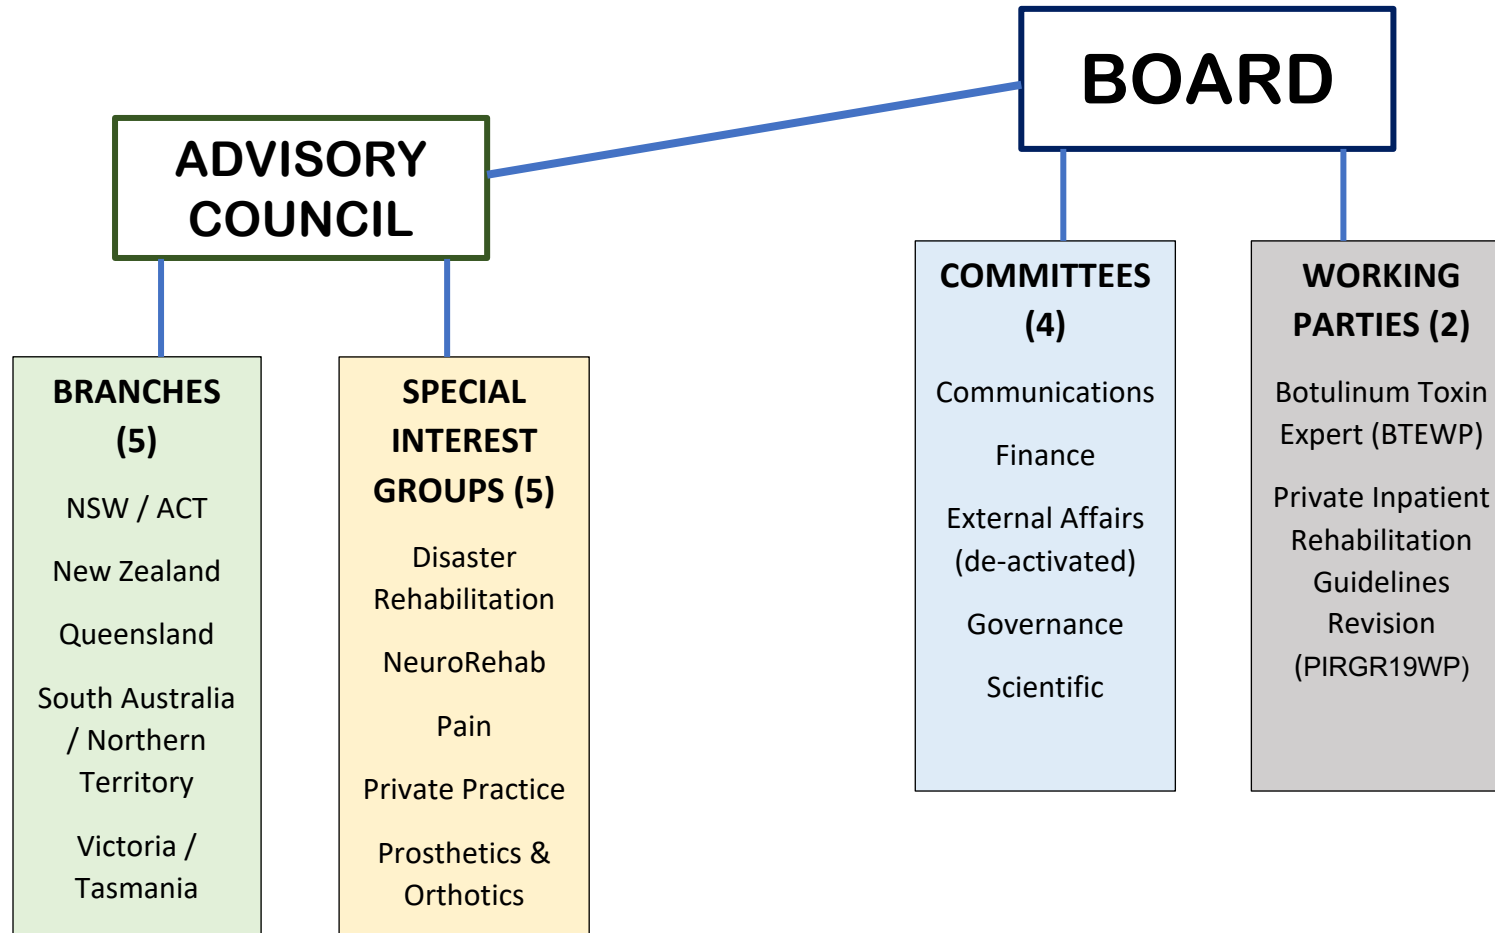 BOARD
ADVISORY
COUNCIL
BRANCHES
(5)
NSW / ACT
New Zealand
Queensland
South Australia
/ Northern
Territory
Victoria /
Tasmania
SPECIAL
INTEREST
GROUPS (5)
Disaster
Rehabilitation
NeuroRehab
Pain
Private Practice
Prosthetics &
Orthotics
COMMITTEES
(4)
Communications
Finance
External Affairs
(de-activated)
Governance
Scientific
WORKING
PARTIES (2)
Botulinum Toxin
Expert (BTEWP)
Private Inpatient
Rehabilitation
Guidelines
Revision
(PIRGR19WP)